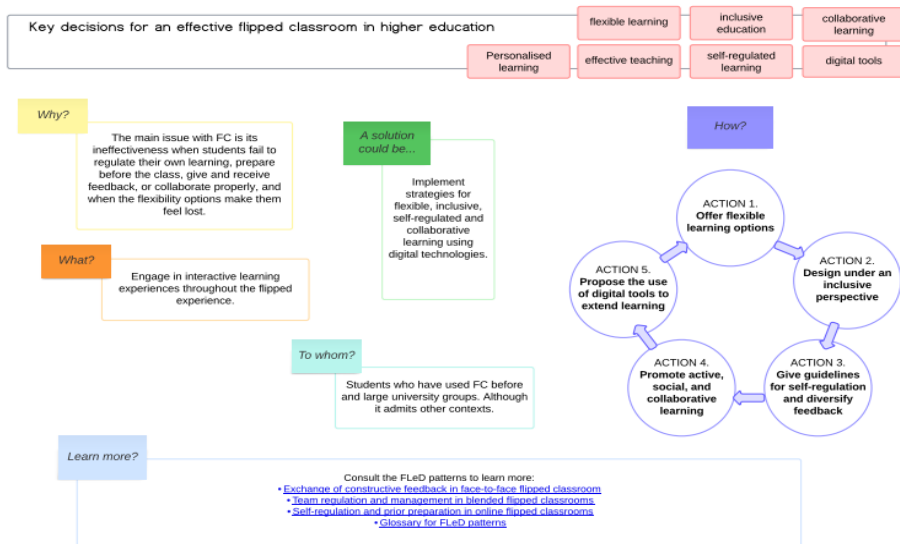 Key decisions for an effective flipped classroom in higher education
flexible learning
inclusive
education
collaborative
learning
Personalised
learning
effective teaching
self-regulated
learning
digital tools
Why?
The main issue with FC is its
ineffectiveness when students fail to
regulate their own learning, prepare
before the class, give and receive
feedback, or collaborate properly, and
when the flexibility options make them
feel lost.
What?
Engage in interactive learning
experiences throughout the flipped
experience.
A solution
could be...
Implement
strategies for
flexible, inclusive,
self-regulated and
collaborative
learning using
digital technologies.
To whom?
Students who have used FC before
and large university groups. Although
it admits other contexts.
How?
ACTION 1.
Offer flexible
learning options
ACTION 2.
Design under an
inclusive
perspective
ACTION 3.
Give guidelines
for self-regulation
and diversify
feedback
ACTION 4.
Promote active,
social, and
collaborative
learning
ACTION 5.
Propose the use
of digital tools to
extend learning
Learn more?
Consult the FLeD patterns to learn more:
• Exchange of constructive feedback in face-to-face flipped classroom
• Team regulation and management in blended flipped classrooms
• Self-regulation and prior preparation in online flipped classrooms
• Glossary for FLeD patterns